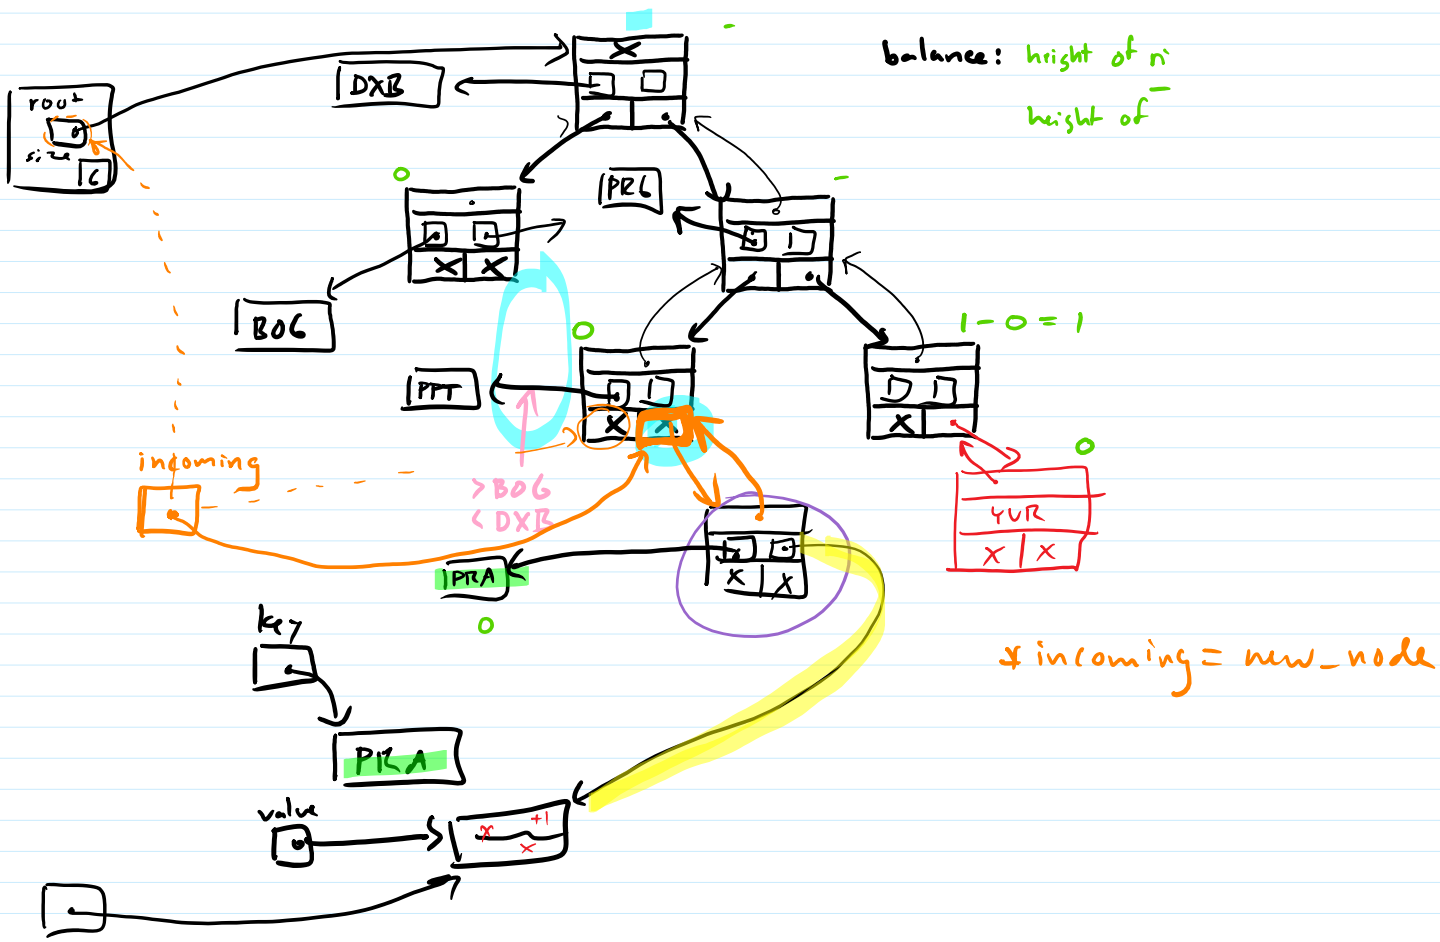 balance: height of n
height of
-
-
DXB
root
size
6
X
0
PRG
X X
BOG
0
1-0=1
PPT
X X
X
0
incoming
>BOG
<DXB
YVR
X X
PRA
X X
0
key
*incoming = new_node
PRA
value
x +1
x